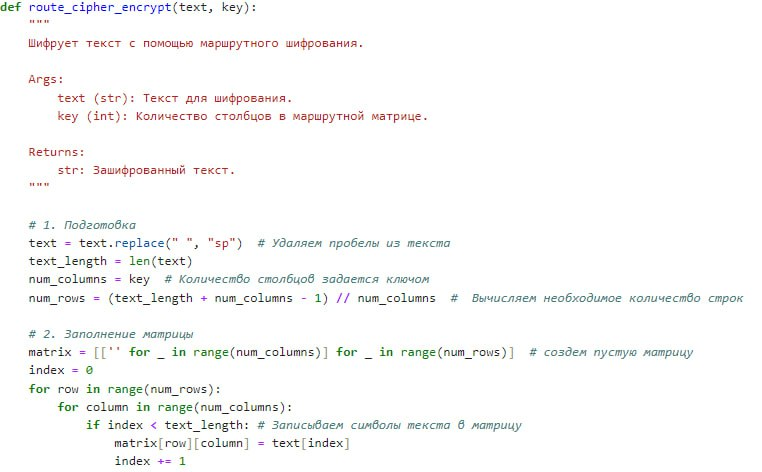 def route_cipher_encrypt(text, key):
    """
    Шифрует текст с помощью маршрутного шифрования.

    Args:
        text (str): Текст для шифрования.
        key (int): Количество столбцов в маршрутной матрице.

    Returns:
        str: Зашифрованный текст.
    """

    # 1. Подготовка
    text = text.replace(" ", "sp")  # Удаляем пробелы из текста
    text_length = len(text)
    num_columns = key  # Количество столбцов задается ключом
    num_rows = (text_length + num_columns - 1) // num_columns  #  Вычисляем необходимое количество строк

    # 2. Заполнение матрицы
    matrix = [['' for _ in range(num_columns)] for _ in range(num_rows)]  # создем пустую матрицу
    index = 0
    for row in range(num_rows):
        for column in range(num_columns):
            if index < text_length: # Записываем символы текста в матрицу
                matrix[row][column] = text[index]
                index += 1